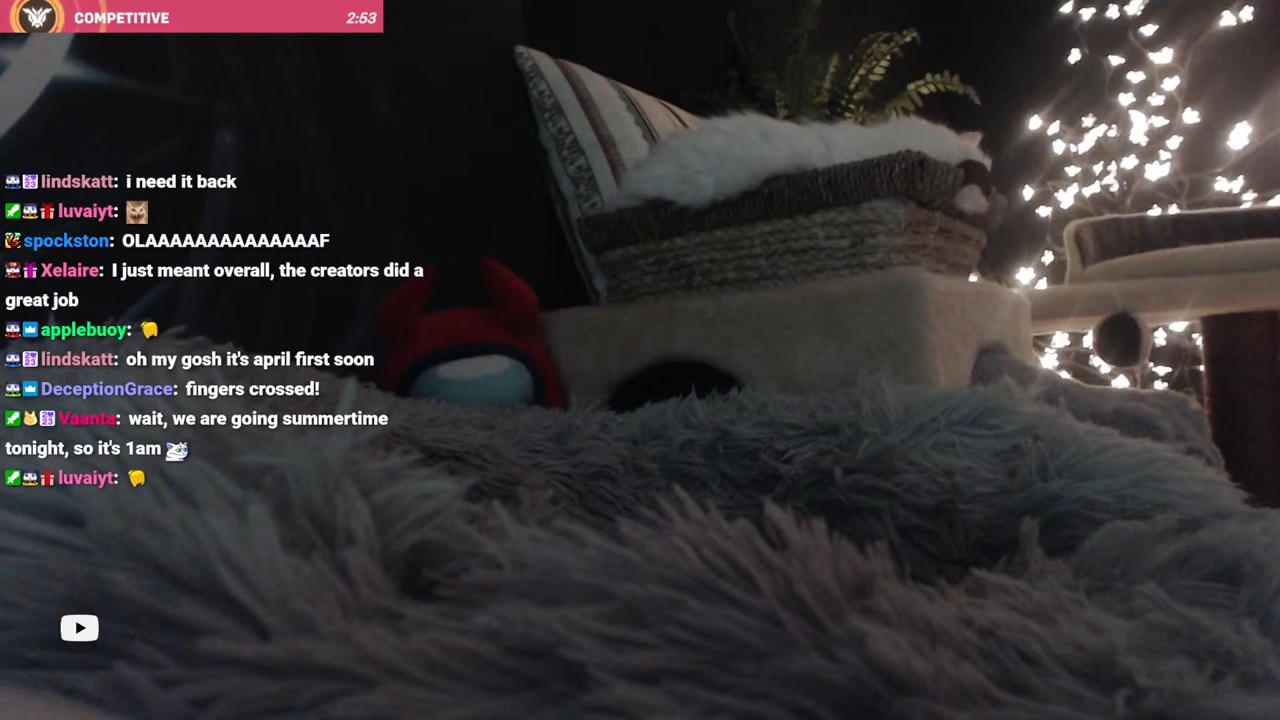 COMPETITIVE 2:53
lindskatt: i need it back
luvaiyt:
spockston: OLAAAAAAAAAAAAAAF
Xelaire: I just meant overall, the creators did a
great job
applebuoy:
lindskatt: oh my gosh it's april first soon
DeceptionGrace: fingers crossed!
Vaanta: wait, we are going summertime
tonight, so it's 1am
luvaiyt: